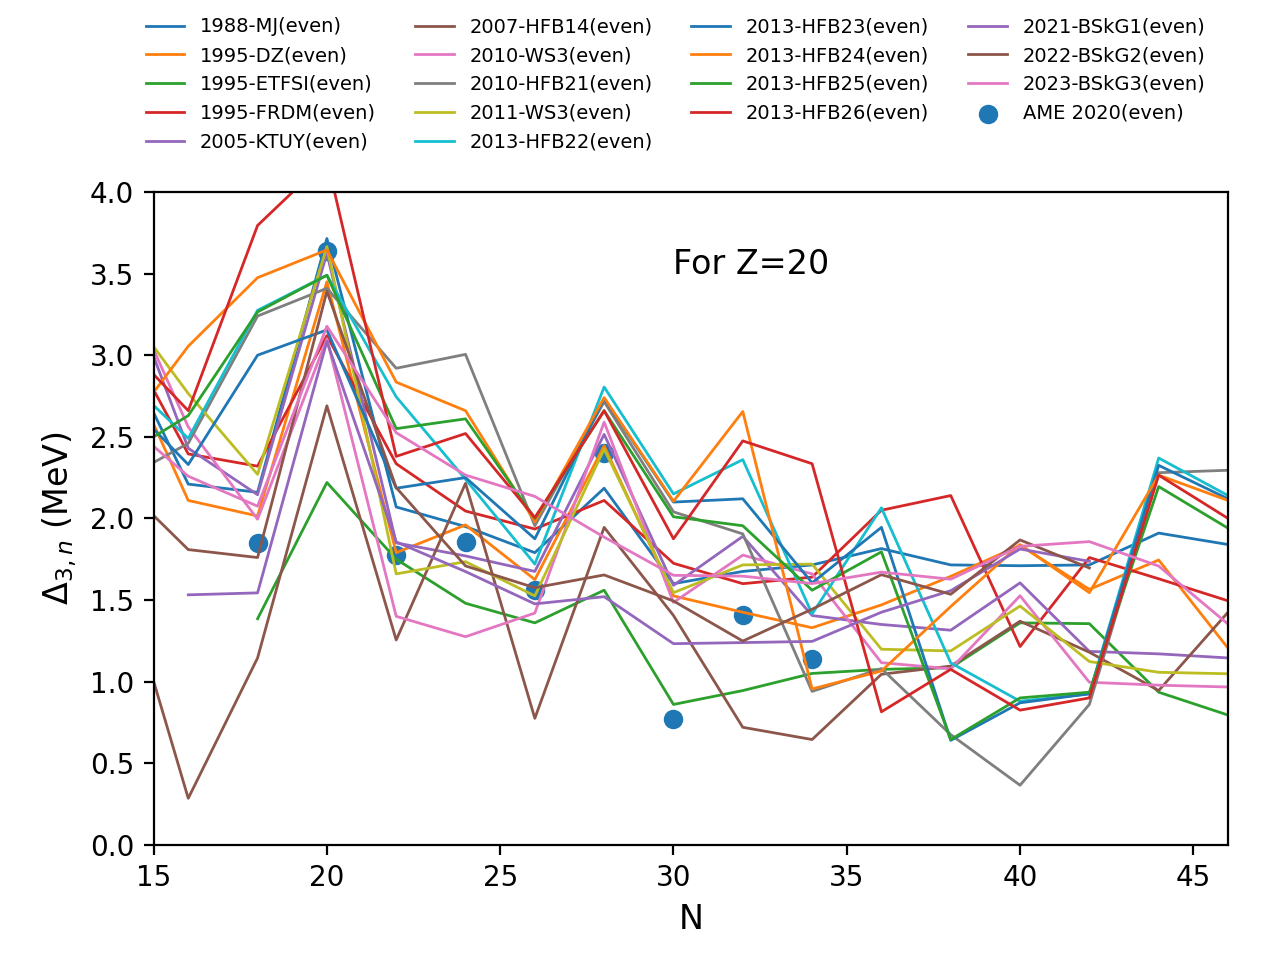 1988-MJ(even)
1995-DZ(even)
1995-ETFSI(even)
1995-FRDM(even)
2005-KTUY(even)
2007-HFB14(even)
2010-WS3(even)
2010-HFB21(even)
2011-WS3(even)
2013-HFB22(even)
2013-HFB23(even)
2013-HFB24(even)
2013-HFB25(even)
2013-HFB26(even)
2021-BSkG1(even)
2022-BSkG2(even)
2023-BSkG3(even)
AME 2020(even)
4.0
3.5
3.0
2.5
2.0
1.5
1.0
0.5
0.0
Δ3, n (MeV)
For Z=20
15 20 25 30 35 40 45
N